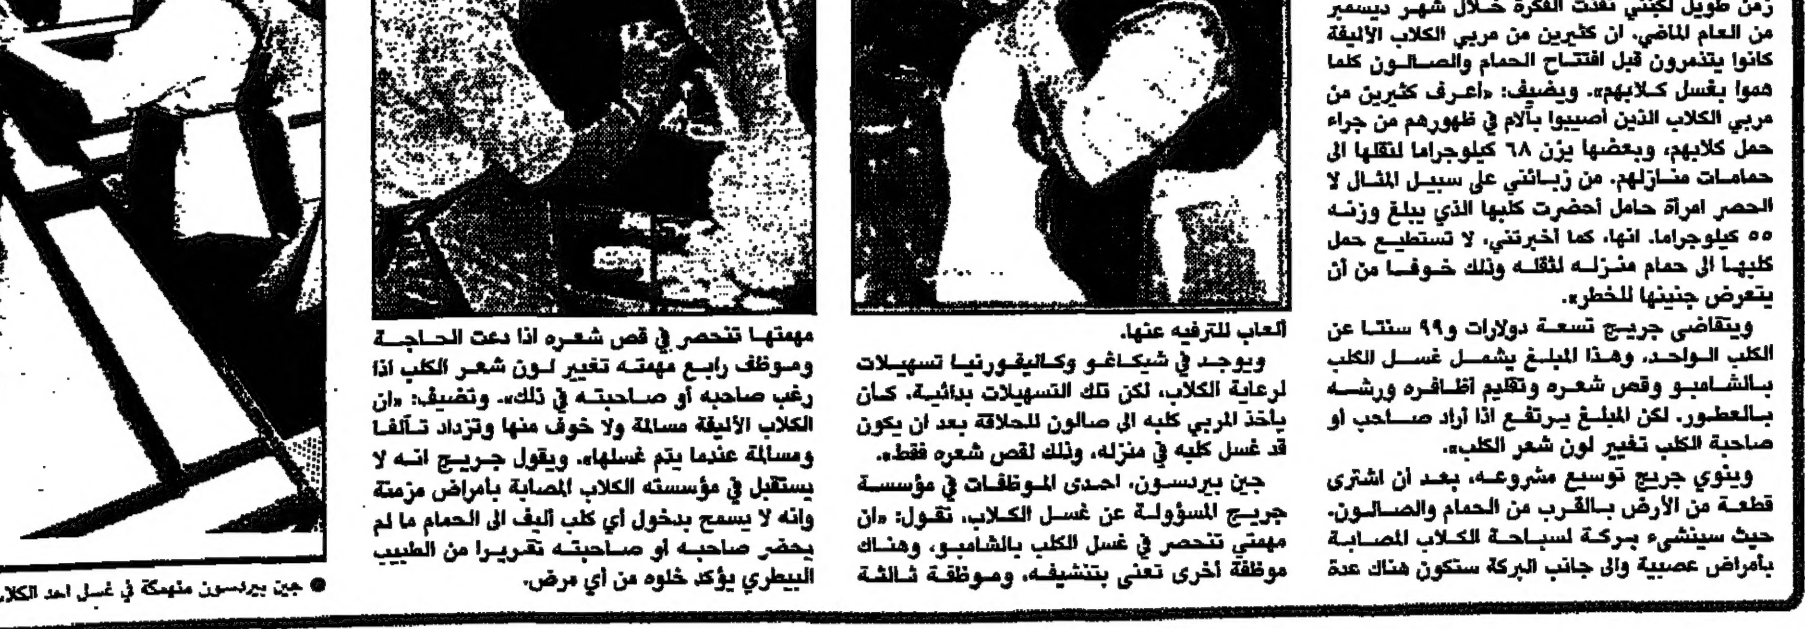 زمن طويل لكنني نفذت الفكرة خلال شهر ديسمبر
من العام الماضي. ان كثيرين من مربي الكلاب الأليفة
كانوا يتذمرون قبل افتتاح الحمام والصالون كلما
هموا بغسل كلابهم». ويضيف: «أعرف كثيرين من
مربي الكلاب الذين أصيبوا بآلام في ظهورهم من جراء
حمل كلابهم، وبعضها يزن ٦٨ كيلوجراما لنقلها الى
حمامات منازلهم. من زبائني على سبيل المثال لا
الحصر امرأة حامل أحضرت كلبها الذي يبلغ وزنه
٥٥ كيلوجراما. انها، كما أخبرتني، لا تستطيع حمل
كلبها الى حمام منزله لثقله وذلك خوفا من أن
يتعرض جنينها للخطر».
ويتقاضى جريج تسعة دولارات و٩٩ سنتا عن
الكلب الواحد، وهذا المبلغ يشمل غسل الكلب
بالشامبو وقص شعره وتقليم أظافره ورشه
بالعطور. لكن المبلغ يرتفع اذا أراد صاحب او
صاحبة الكلب تغيير لون شعر الكلب».
وينوي جريج توسيع مشروعه، بعد أن اشترى
قطعة من الأرض بالقرب من الحمام والصالون.
حيث سينشيء بركة لسباحة الكلاب المصابة
بأمراض عصبية والى جانب البركة ستكون هناك عدة
ألعاب للترفيه عنها.
ويوجد في شيكاغو وكاليفورنيا تسهيلات
لرعاية الكلاب، لكن تلك التسهيلات بدائية، كأن
يأخذ المربي كلبه الى صالون للحلاقة بعد ان يكون
قد غسل كلبه في منزله، وذلك لقص شعره فقط».
جين بيردسون، احدى الموظفات في مؤسسة
جريج المسؤولة عن غسل الكلاب، تقول: «ان
مهمتي تنحصر في غسل الكلب بالشامبو، وهناك
موظفة أخرى تعنى بتنشيفه، وموظفة ثالثة
مهمتها تنحصر في قص شعره اذا دعت الحاجة
وموظف رابع مهمته تغيير لون شعر الكلب اذا
رغب صاحبه أو صاحبته في ذلك». وتضيف: «ان
الكلاب الأليفة مسالمة ولا خوف منها وتزداد تآلفا
ومسالمة عندما يتم غسلها». ويقول جريج انه لا
يستقبل في مؤسسته الكلاب المصابة بأمراض مزمنة
وانه لا يسمح بدخول أي كلب أليف الى الحمام ما لم
يحضر صاحبه أو صاحبته تقريرا من الطبيب
البيطري يؤكد خلوه من أي مرض.
● جين بيردسون منهمكة في غسل احد الكلاب